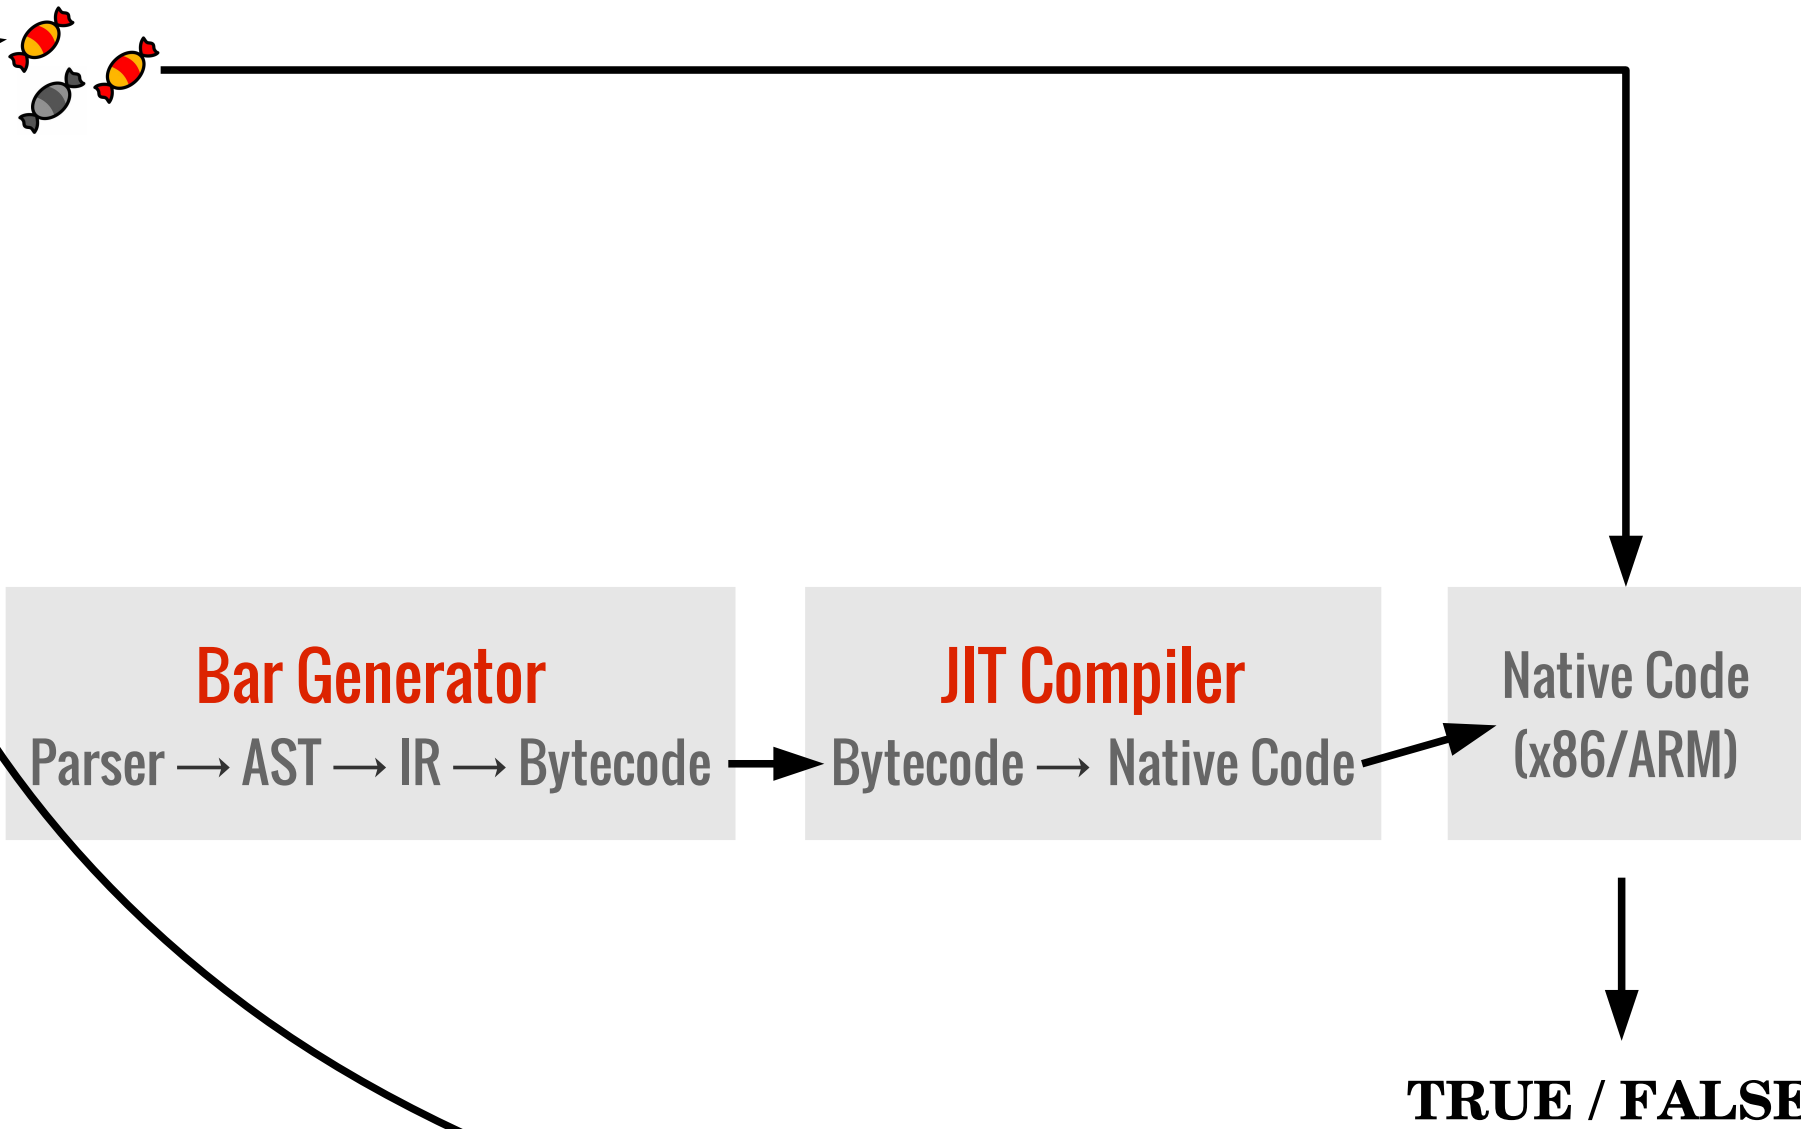 Bar Generator
Parser → AST → IR → Bytecode
JIT Compiler
Bytecode → Native Code
Native Code
(x86/ARM)
TRUE / FALSE